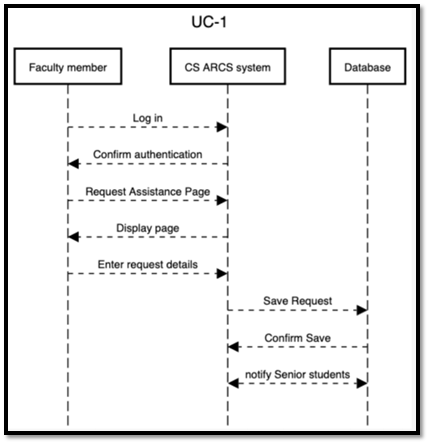 UC-1
Faculty member
CS ARCS system
Database
Log in
Confirm authentication
Request Assistance Page
Display page
Enter request details
Save Request
Confirm Save
notify Senior students